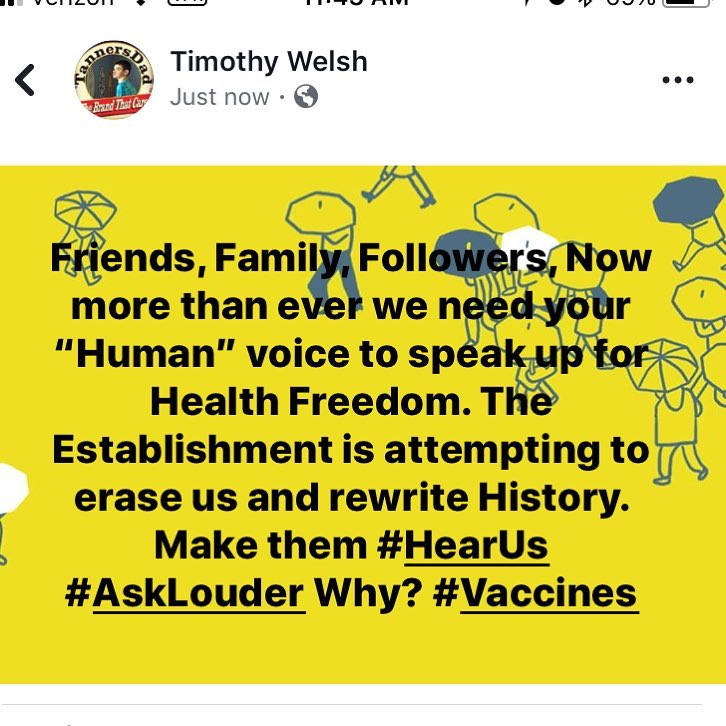 Verizon
11:45 AM
69%
TannersDad
The Brand That Cares
Timothy Welsh
Just now ·
Friends, Family, Followers, Now
more than ever we need your
“Human” voice to speak up for
Health Freedom. The
Establishment is attempting to
erase us and rewrite History.
Make them #HearUs
#AskLouder Why? #Vaccines